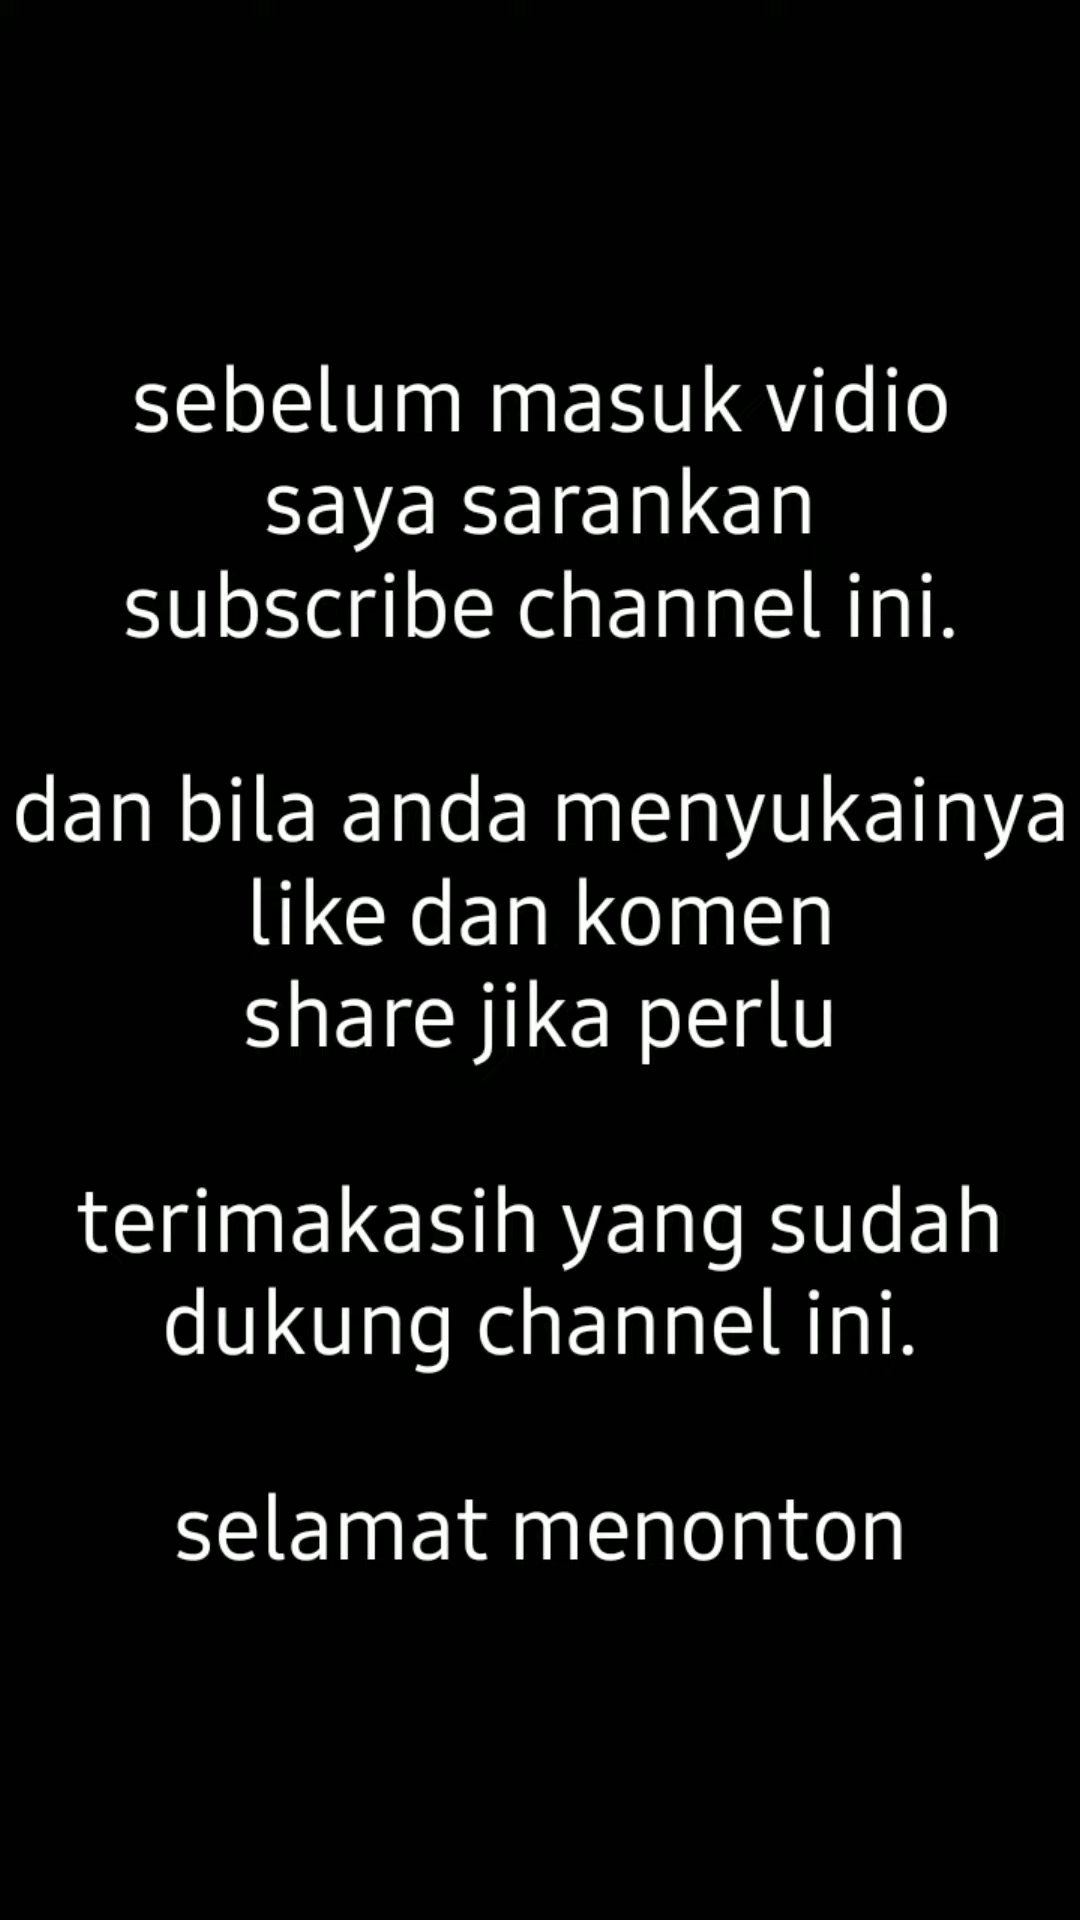 sebelum masuk vidio
saya sarankan
subscribe channel ini.
dan bila anda menyukainya
like dan komen
share jika perlu
terimakasih yang sudah
dukung channel ini.
selamat menonton